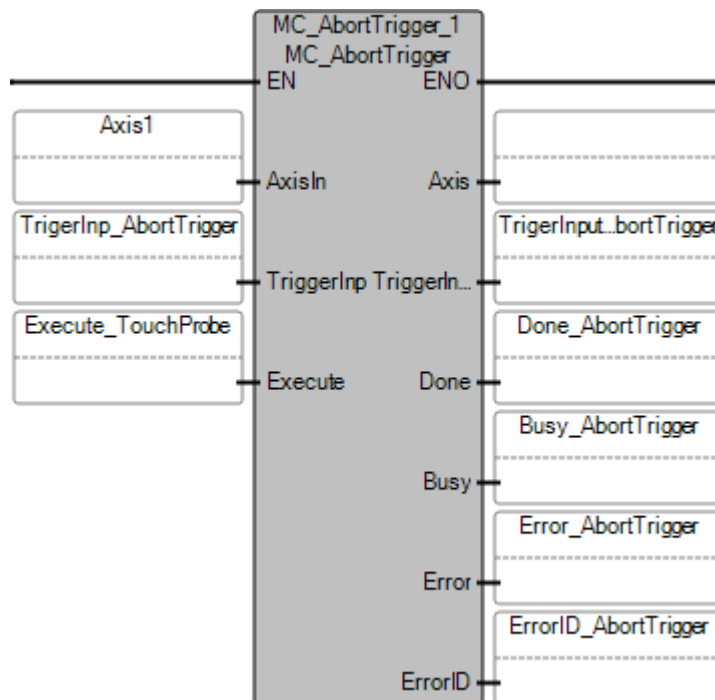 MC_AbortTrigger_1
MC_AbortTrigger
EN ENO
Axis1
AxisIn Axis
TrigerInp_AbortTrigger TrigerInput...bortTrigger
TriggerInp TriggerIn...
Execute_TouchProbe Done_AbortTrigger
Execute Done
Busy_AbortTrigger
Busy
Error_AbortTrigger
Error
ErrorID_AbortTrigger
ErrorID